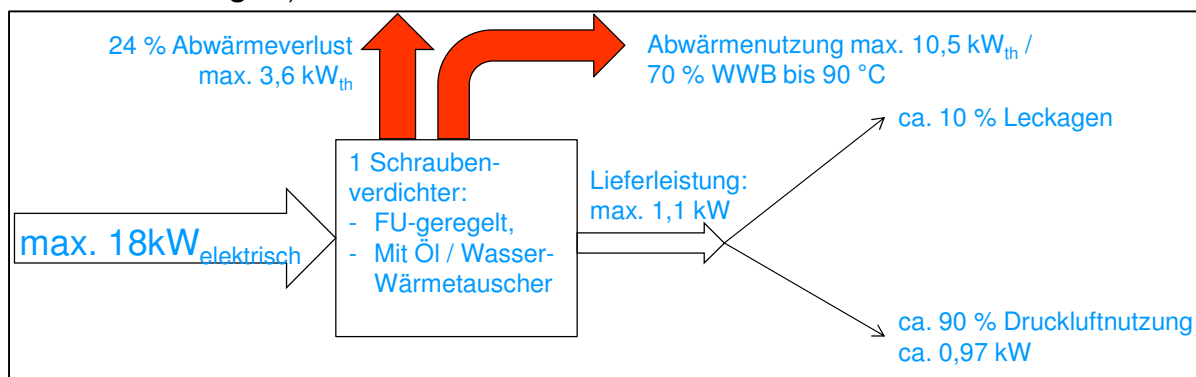 24 % Abwärmeverlust
max. 3,6 kWth
Abwärmenutzung max. 10,5 kWth /
70 % WWB bis 90 °C
ca. 10 % Leckagen
1 Schrauben-
verdichter:
- FU-geregelt,
- Mit Öl / Wasser-
Wärmetauscher
Lieferleistung:
max. 1,1 kW
max. 18kWelektrisch
ca. 90 % Druckluftnutzung
ca. 0,97 kW